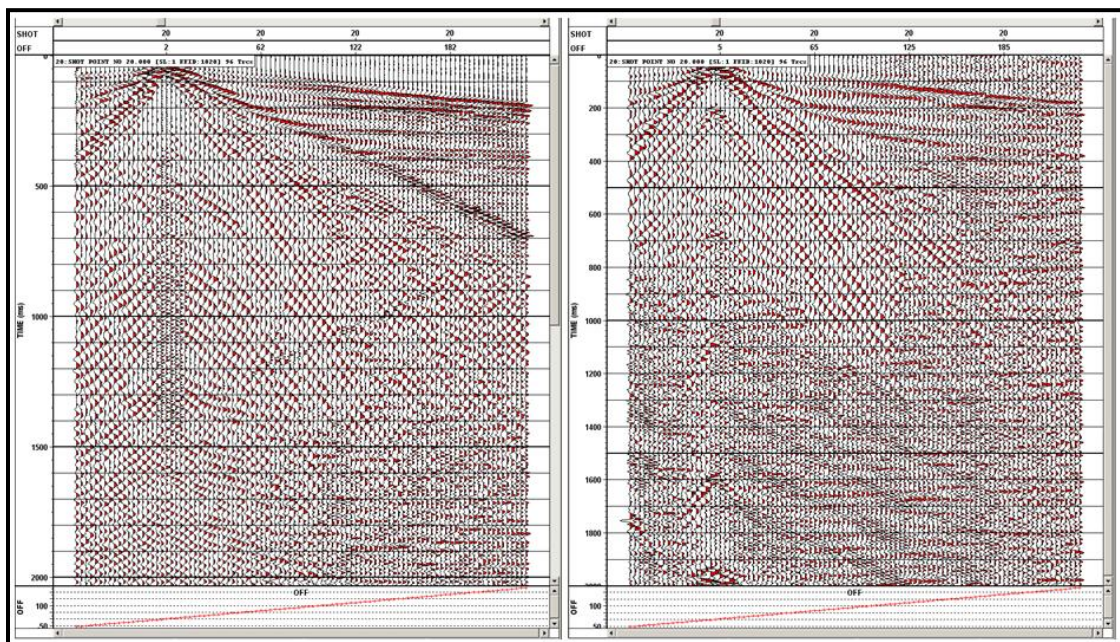 SHOT 20 20 20 20
OFF 2 62 122 182
0
20:SHOT POINT NO 20.000 [SL:1 FFID:1020] 96 Trcs
500
TIME (ms)
1000
1500
2000
OFF
OFF
100
50
SHOT 20 20 20 20
OFF 5 65 125 185
0
20:SHOT POINT NO 20.000 [SL:1 FFID:1020] 96 Trcs
200
400
600
800
TIME (ms)
1000
1200
1400
1600
1800
OFF
OFF
100
50